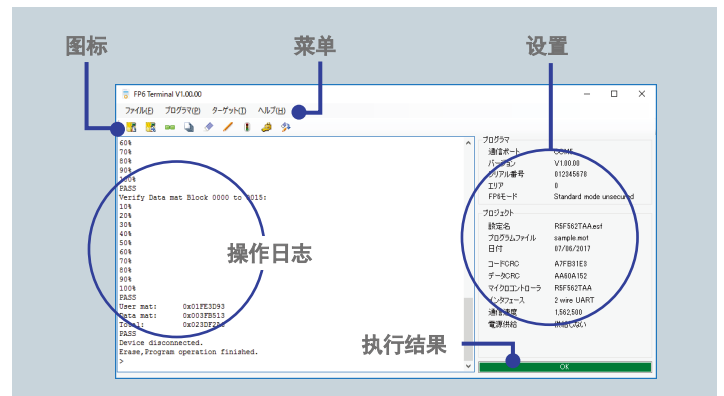 图标
菜单
设置
FP6 Terminal V1.00.00
ファイル(F) プログラマ(P) ターゲット(T) ヘルプ(H)
60%
70%
80%
90%
100%
PASS
Verify Data mat Block 0000 to 0015:
10%
20%
30%
40%
50%
60%
70%
80%
90%
100%
PASS
User mat: 0x01FE3D93
Data mat: 0x003FB513
Total:
PASS
Device disconnected.
Erase,Program operation finished.
>
操作日志
プログラマ
通信ポート COM5
バージョン V1.00.00
シリアル番号 012345678
エリア 0
FP6モード Standard mode unsecured
プロジェクト
設定名 R5F562TAA.esf
プログラムファイル sample.mot
日付 07/06/2017
コードCRC A7FB31E3
データCRC AA60A152
マイクロコントローラ R5F562TAA
インタフェース 2 wire UART
通信速度 1,562,500
電源供給 供給しない
执行结果
OK